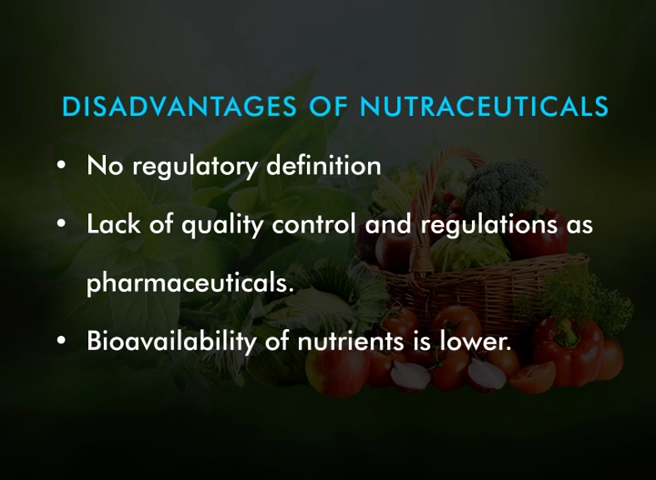 DISADVANTAGES OF NUTRACEUTICALS
• No regulatory definition
• Lack of quality control and regulations as
pharmaceuticals.
• Bioavailability of nutrients is lower.